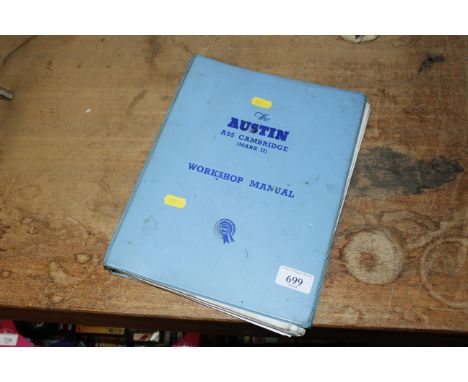 The
AUSTIN
A55 CAMBRIDGE
(MARK II)
WORKSHOP MANUAL
699